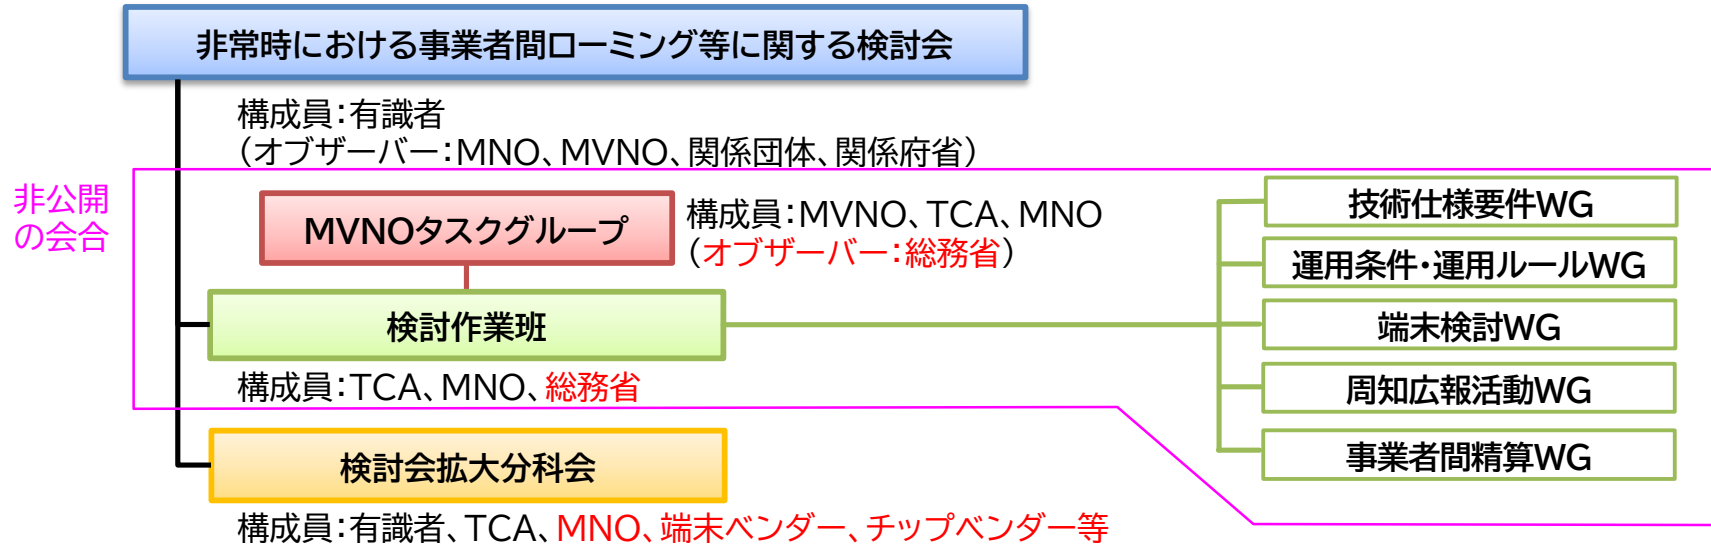 非常時における事業者間ローミング等に関する検討会
構成員：有識者
（オブザーバー：MNO、MVNO、関係団体、関係府省）
非公開
の会合
MVNOタスクグループ
構成員：MVNO、TCA、MNO
（オブザーバー：総務省）
検討作業班
構成員：TCA、MNO、総務省
技術仕様要件WG
運用条件・運用ルールWG
端末検討WG
周知広報活動WG
事業者間精算WG
検討会拡大分科会
構成員：有識者、TCA、MNO、端末ベンダー、チップベンダー等